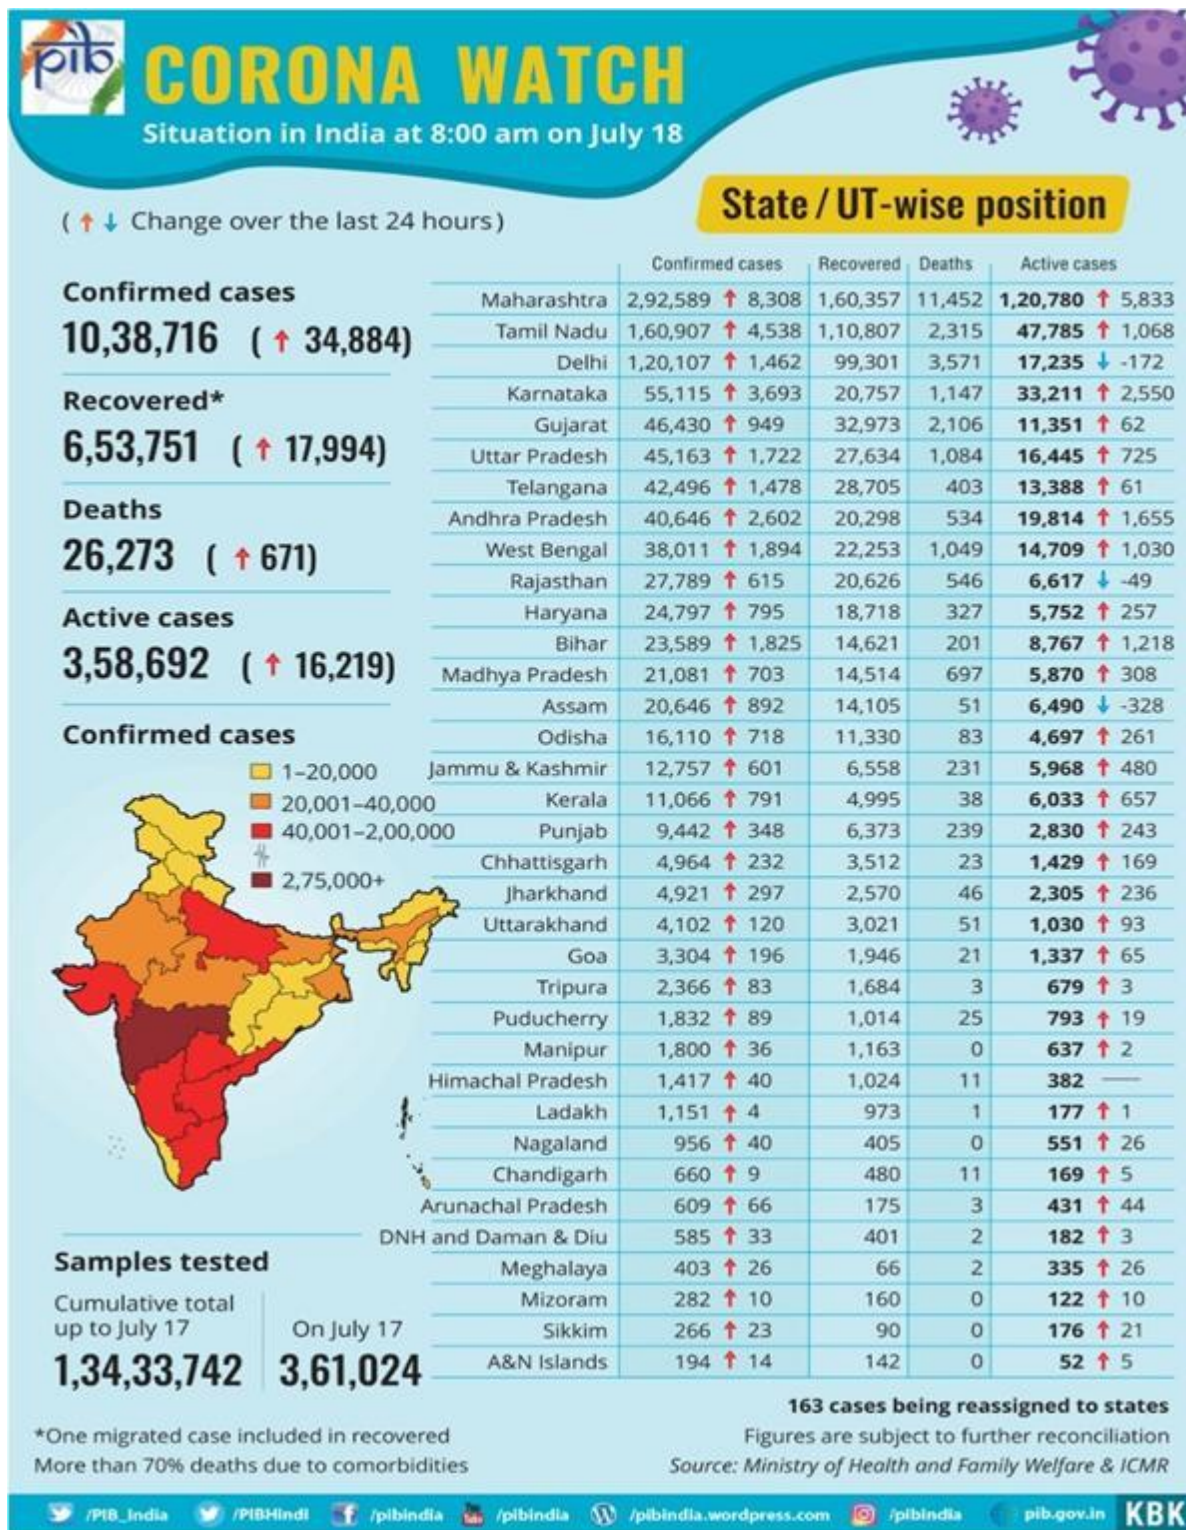 pib
CORONA WATCH
Situation in India at 8:00 am on July 18
State / UT-wise position
( ↑ ↓ Change over the last 24 hours)
Confirmed cases
10,38,716 ( ↑ 34,884)
Recovered*
6,53,751 ( ↑ 17,994)
Deaths
26,273 ( ↑ 671)
Active cases
3,58,692 ( ↑ 16,219)
Confirmed cases
1–20,000
20,001–40,000
40,001–2,00,000
2,75,000+
Samples tested
Cumulative total
up to July 17
1,34,33,742
On July 17
3,61,024
Confirmed cases Recovered Deaths Active cases
Maharashtra 2,92,589 ↑ 8,308 1,60,357 11,452 1,20,780 ↑ 5,833
Tamil Nadu 1,60,907 ↑ 4,538 1,10,807 2,315 47,785 ↑ 1,068
Delhi 1,20,107 ↑ 1,462 99,301 3,571 17,235 ↓ -172
Karnataka 55,115 ↑ 3,693 20,757 1,147 33,211 ↑ 2,550
Gujarat 46,430 ↑ 949 32,973 2,106 11,351 ↑ 62
Uttar Pradesh 45,163 ↑ 1,722 27,634 1,084 16,445 ↑ 725
Telangana 42,496 ↑ 1,478 28,705 403 13,388 ↑ 61
Andhra Pradesh 40,646 ↑ 2,602 20,298 534 19,814 ↑ 1,655
West Bengal 38,011 ↑ 1,894 22,253 1,049 14,709 ↑ 1,030
Rajasthan 27,789 ↑ 615 20,626 546 6,617 ↓ -49
Haryana 24,797 ↑ 795 18,718 327 5,752 ↑ 257
Bihar 23,589 ↑ 1,825 14,621 201 8,767 ↑ 1,218
Madhya Pradesh 21,081 ↑ 703 14,514 697 5,870 ↑ 308
Assam 20,646 ↑ 892 14,105 51 6,490 ↓ -328
Odisha 16,110 ↑ 718 11,330 83 4,697 ↑ 261
Jammu & Kashmir 12,757 ↑ 601 6,558 231 5,968 ↑ 480
Kerala 11,066 ↑ 791 4,995 38 6,033 ↑ 657
Punjab 9,442 ↑ 348 6,373 239 2,830 ↑ 243
Chhattisgarh 4,964 ↑ 232 3,512 23 1,429 ↑ 169
Jharkhand 4,921 ↑ 297 2,570 46 2,305 ↑ 236
Uttarakhand 4,102 ↑ 120 3,021 51 1,030 ↑ 93
Goa 3,304 ↑ 196 1,946 21 1,337 ↑ 65
Tripura 2,366 ↑ 83 1,684 3 679 ↑ 3
Puducherry 1,832 ↑ 89 1,014 25 793 ↑ 19
Manipur 1,800 ↑ 36 1,163 0 637 ↑ 2
Himachal Pradesh 1,417 ↑ 40 1,024 11 382 —
Ladakh 1,151 ↑ 4 973 1 177 ↑ 1
Nagaland 956 ↑ 40 405 0 551 ↑ 26
Chandigarh 660 ↑ 9 480 11 169 ↑ 5
Arunachal Pradesh 609 ↑ 66 175 3 431 ↑ 44
DNH and Daman & Diu 585 ↑ 33 401 2 182 ↑ 3
Meghalaya 403 ↑ 26 66 2 335 ↑ 26
Mizoram 282 ↑ 10 160 0 122 ↑ 10
Sikkim 266 ↑ 23 90 0 176 ↑ 21
A&N Islands 194 ↑ 14 142 0 52 ↑ 5
163 cases being reassigned to states
*One migrated case included in recovered
Figures are subject to further reconciliation
More than 70% deaths due to comorbidities
Source: Ministry of Health and Family Welfare & ICMR
/PIB_India /PIBHindi /pibindia /pibindia /pibindia.wordpress.com /pibindia pib.gov.in KBK